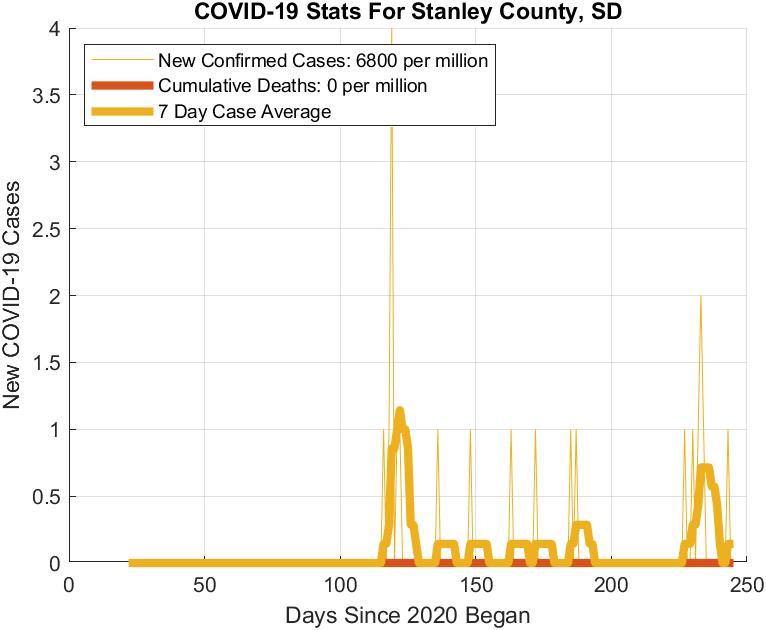 COVID-19 Stats For Stanley County, SD
New Confirmed Cases: 6800 per million
Cumulative Deaths: 0 per million
7 Day Case Average
New COVID-19 Cases
4
3.5
3
2.5
2
1.5
1
0.5
0
0 50 100 150 200 250
Days Since 2020 Began